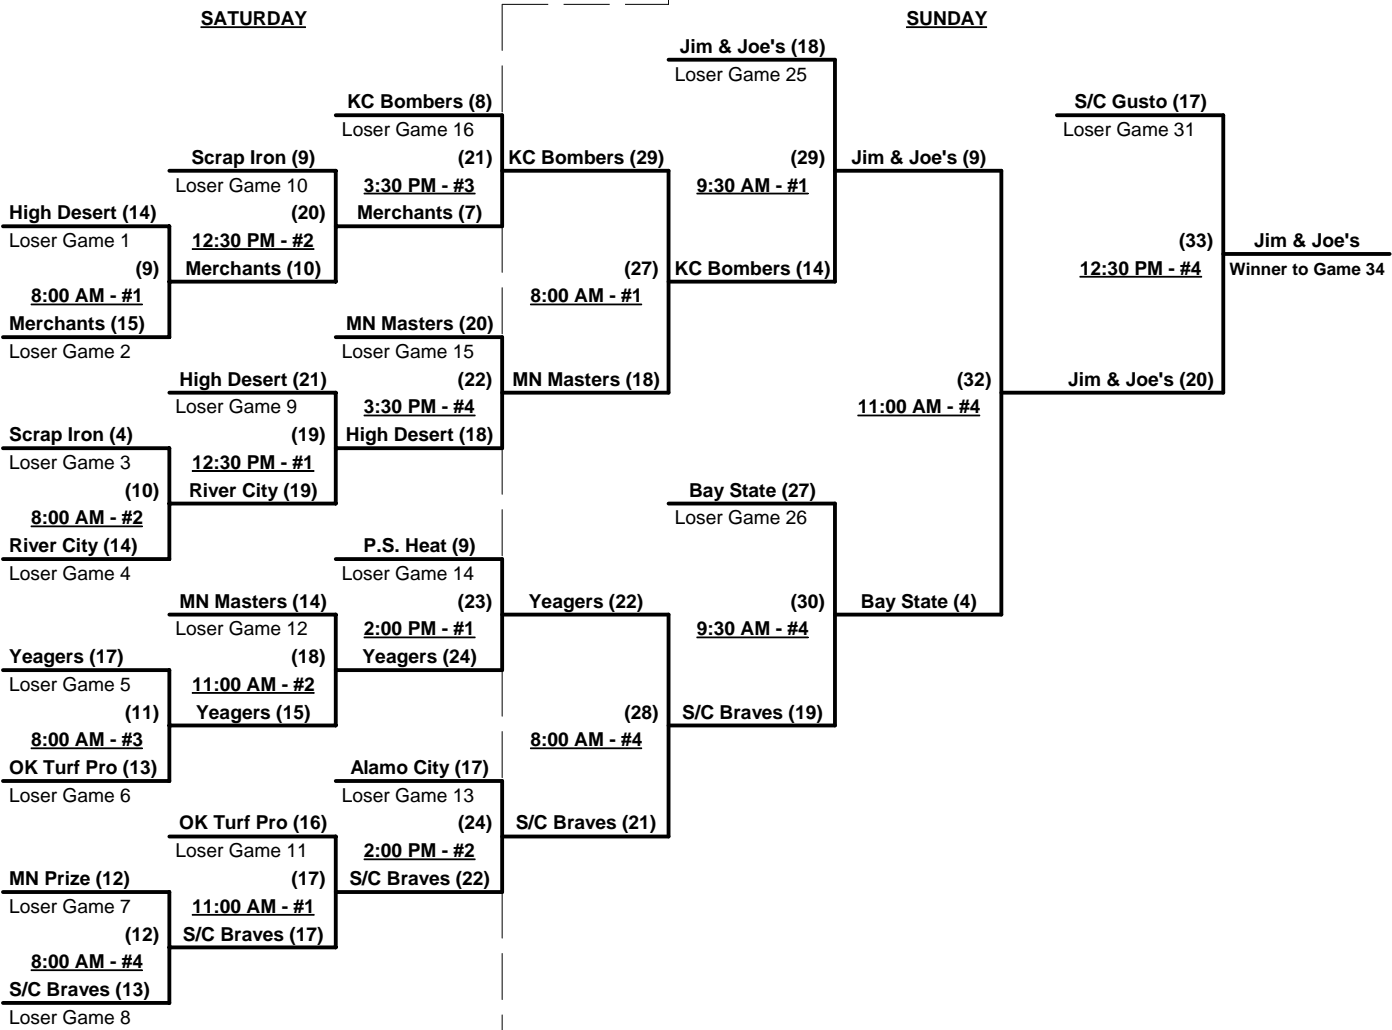 SATURDAY
SUNDAY
Jim & Joe's (18)
Loser Game 25
KC Bombers (8)
S/C Gusto (17)
Loser Game 16
Loser Game 31
Scrap Iron (9)
(21)
KC Bombers (29)
(29)
Jim & Joe's (9)
Loser Game 10
3:30 PM - #3
9:30 AM - #1
High Desert (14)
(20)
Merchants (7)
Loser Game 1
12:30 PM - #2
(33)
Jim & Joe's
(9)
Merchants (10)
(27)
KC Bombers (14)
12:30 PM - #4
Winner to Game 34
8:00 AM - #1
8:00 AM - #1
Merchants (15)
MN Masters (20)
Loser Game 2
Loser Game 15
High Desert (21)
(22)
MN Masters (18)
(32)
Jim & Joe's (20)
Loser Game 9
3:30 PM - #4
11:00 AM - #4
Scrap Iron (4)
(19)
High Desert (18)
Loser Game 3
12:30 PM - #1
(10)
River City (19)
Bay State (27)
8:00 AM - #2
Loser Game 26
River City (14)
P.S. Heat (9)
Loser Game 4
Loser Game 14
MN Masters (14)
(23)
Yeagers (22)
(30)
Bay State (4)
Loser Game 12
2:00 PM - #1
9:30 AM - #4
Yeagers (17)
(18)
Yeagers (24)
Loser Game 5
11:00 AM - #2
(11)
Yeagers (15)
(28)
S/C Braves (19)
8:00 AM - #3
8:00 AM - #4
OK Turf Pro (13)
Alamo City (17)
Loser Game 6
Loser Game 13
OK Turf Pro (16)
(24)
S/C Braves (21)
Loser Game 11
2:00 PM - #2
MN Prize (12)
(17)
S/C Braves (22)
Loser Game 7
11:00 AM - #1
(12)
S/C Braves (17)
8:00 AM - #4
S/C Braves (13)
Loser Game 8